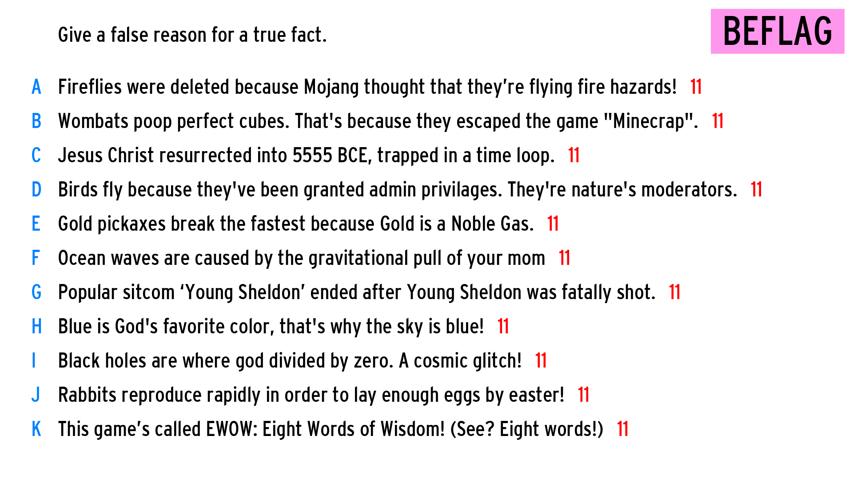 Give a false reason for a true fact.
BEFLAG
A Fireflies were deleted because Mojang thought that they’re flying fire hazards! 11
B Wombats poop perfect cubes. That's because they escaped the game "Minecrap". 11
C Jesus Christ resurrected into 5555 BCE, trapped in a time loop. 11
D Birds fly because they've been granted admin privilages. They're nature's moderators. 11
E Gold pickaxes break the fastest because Gold is a Noble Gas. 11
F Ocean waves are caused by the gravitational pull of your mom 11
G Popular sitcom ‘Young Sheldon’ ended after Young Sheldon was fatally shot. 11
H Blue is God's favorite color, that's why the sky is blue! 11
I Black holes are where god divided by zero. A cosmic glitch! 11
J Rabbits reproduce rapidly in order to lay enough eggs by easter! 11
K This game’s called EWOW: Eight Words of Wisdom! (See? Eight words!) 11